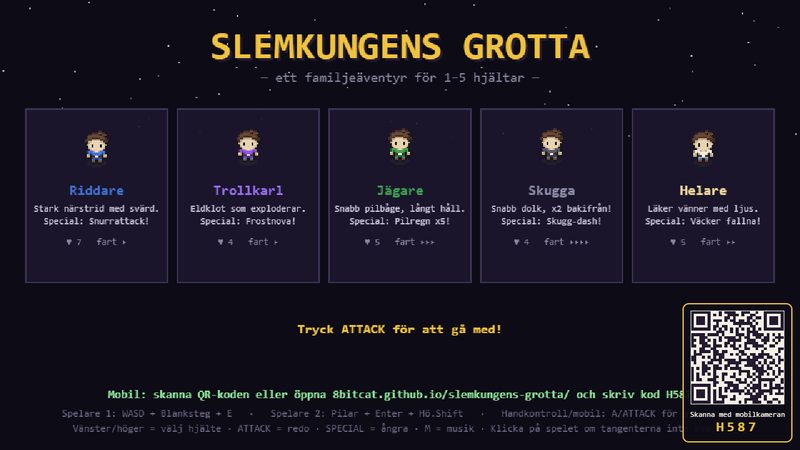 SLEMKUNGENS GROTTA
— ett familjeäventyr för 1–5 hjältar —
Riddare
Stark närstrid med svärd.
Special: Snurrattack!
♥ 7 fart ▸
Trollkarl
Eldklot som exploderar.
Special: Frostnova!
♥ 4 fart ▸
Jägare
Snabb pilbåge, långt håll.
Special: Pilregn x5!
♥ 5 fart ▸▸▸
Skugga
Snabb dolk, x2 bakifrån!
Special: Skugg-dash!
♥ 4 fart ▸▸▸▸
Helare
Läker vänner med ljus.
Special: Väcker fallna!
♥ 5 fart ▸▸
Tryck ATTACK för att gå med!
Mobil: skanna QR-koden eller öppna 8bitcat.github.io/slemkungens-grotta/ och skriv kod H58
Spelare 1: WASD + Blanksteg + E · Spelare 2: Pilar + Enter + Hö.Shift · Handkontroll/mobil: A/ATTACK för
Vänster/höger = välj hjälte · ATTACK = redo · SPECIAL = ångra · M = musik · Klicka på spelet om tangenterna
Skanna med mobilkameran
H587